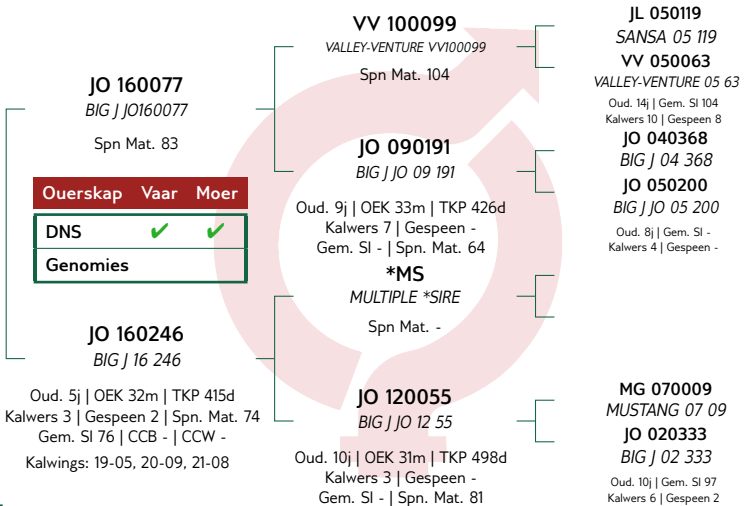 JO 160077
BIG J JO160077
Spn Mat. 83
Ouerskap Vaar Moer
DNS ✔ ✔
Genomies
JO 160246
BIG J 16 246
Oud. 5j | OEK 32m | TKP 415d
Kalwers 3 | Gespeen 2 | Spn. Mat. 74
Gem. SI 76 | CCB - | CCW -
Kalwings: 19-05, 20-09, 21-08
VV 100099
VALLEY-VENTURE VV100099
Spn Mat. 104
JO 090191
BIG J JO 09 191
Oud. 9j | OEK 33m | TKP 426d
Kalwers 7 | Gespeen -
Gem. SI - | Spn. Mat. 64
*MS
MULTIPLE *SIRE
Spn Mat. -
JO 120055
BIG J JO 12 55
Oud. 10j | OEK 31m | TKP 498d
Kalwers 3 | Gespeen -
Gem. SI - | Spn. Mat. 81
JL 050119
SANSA 05 119
VV 050063
VALLEY-VENTURE 05 63
Oud. 14j | Gem. SI 104
Kalwers 10 | Gespeen 8
JO 040368
BIG J 04 368
JO 050200
BIG J JO 05 200
Oud. 8j | Gem. SI -
Kalwers 4 | Gespeen -
MG 070009
MUSTANG 07 09
JO 020333
BIG J 02 333
Oud. 10j | Gem. SI 97
Kalwers 6 | Gespeen 2